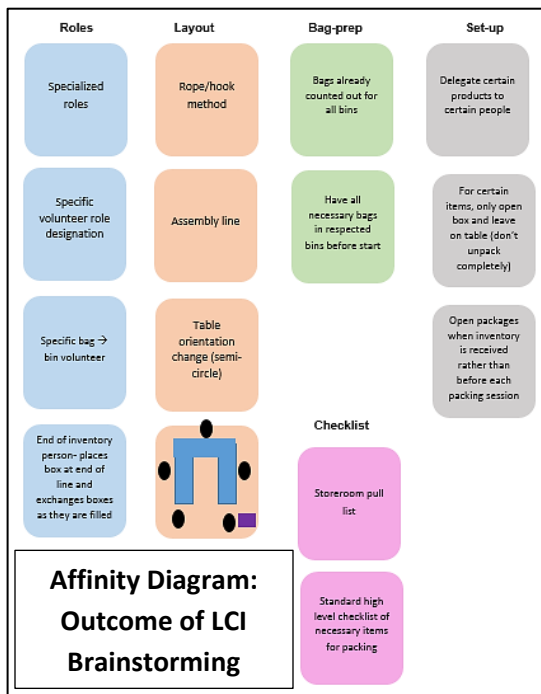 Roles
Specialized
roles
Specific
volunteer role
designation
Specific bag →
bin volunteer
End of inventory
person- places
box at end of
line and
exchanges boxes
as they are filled
Layout
Rope/hook
method
Assembly line
Table
orientation
change (semi-
circle)
Bag-prep
Bags already
counted out for
all bins
Have all
necessary bags
in respected
bins before start
Set-up
Delegate certain
products to
certain people
For certain
items, only open
box and leave
on table (don't
unpack
completely)
Open packages
when inventory
is received
rather than
before each
packing session
Checklist
Storeroom pull
list
Standard high
level checklist of
necessary items
for packing
Affinity Diagram:
Outcome of LCI
Brainstorming